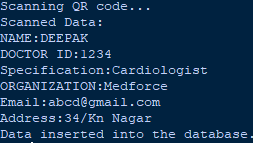 Scanning QR code...
Scanned Data:
NAME:DEEPAK
DOCTOR ID:1234
Specification:Cardiologist
ORGANIZATION:Medforce
Email:abcd@gmail.com
Address:34/Kn Nagar
Data inserted into the database.